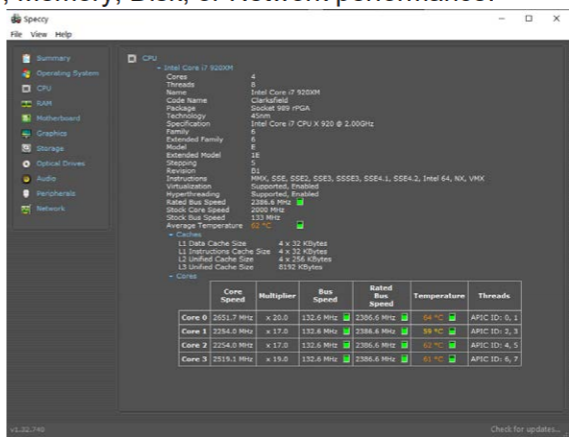 , Memory, Disk, or Network performance.
Speccy
File View Help
Summary
Operating System
CPU
RAM
Motherboard
Graphics
Storage
Optical Drives
Audio
Peripherals
Network
CPU
Intel Core i7 920XM
Cores 4
Threads 8
Name Intel Core i7 920XM
Code Name Clarksfield
Package Socket 989 rPGA
Technology 45nm
Specification Intel Core i7 CPU X 920 @ 2.00GHz
Family 6
Extended Family 6
Model E
Extended Model 1E
Stepping 5
Revision B1
Instructions MMX, SSE, SSE2, SSE3, SSSE3, SSE4.1, SSE4.2, Intel 64, NX, VMX
Virtualization Supported, Enabled
Hyperthreading Supported, Enabled
Rated Bus Speed 2386.6 MHz
Stock Core Speed 2000 MHz
Stock Bus Speed 133 MHz
Average Temperature 62 °C
Caches
L1 Data Cache Size 4 x 32 KBytes
L1 Instructions Cache Size 4 x 32 KBytes
L2 Unified Cache Size 4 x 256 KBytes
L3 Unified Cache Size 8192 KBytes
Cores
Core Speed Multiplier Bus Speed Rated Bus Speed Temperature Threads
Core 0 2651.7 MHz x 20.0 132.6 MHz 2386.6 MHz 64 °C APIC ID: 0, 1
Core 1 2254.0 MHz x 17.0 132.6 MHz 2386.6 MHz 59 °C APIC ID: 2, 3
Core 2 2254.0 MHz x 17.0 132.6 MHz 2386.6 MHz 62 °C APIC ID: 4, 5
Core 3 2519.1 MHz x 19.0 132.6 MHz 2386.6 MHz 61 °C APIC ID: 6, 7
v1.32.740
Check for updates...